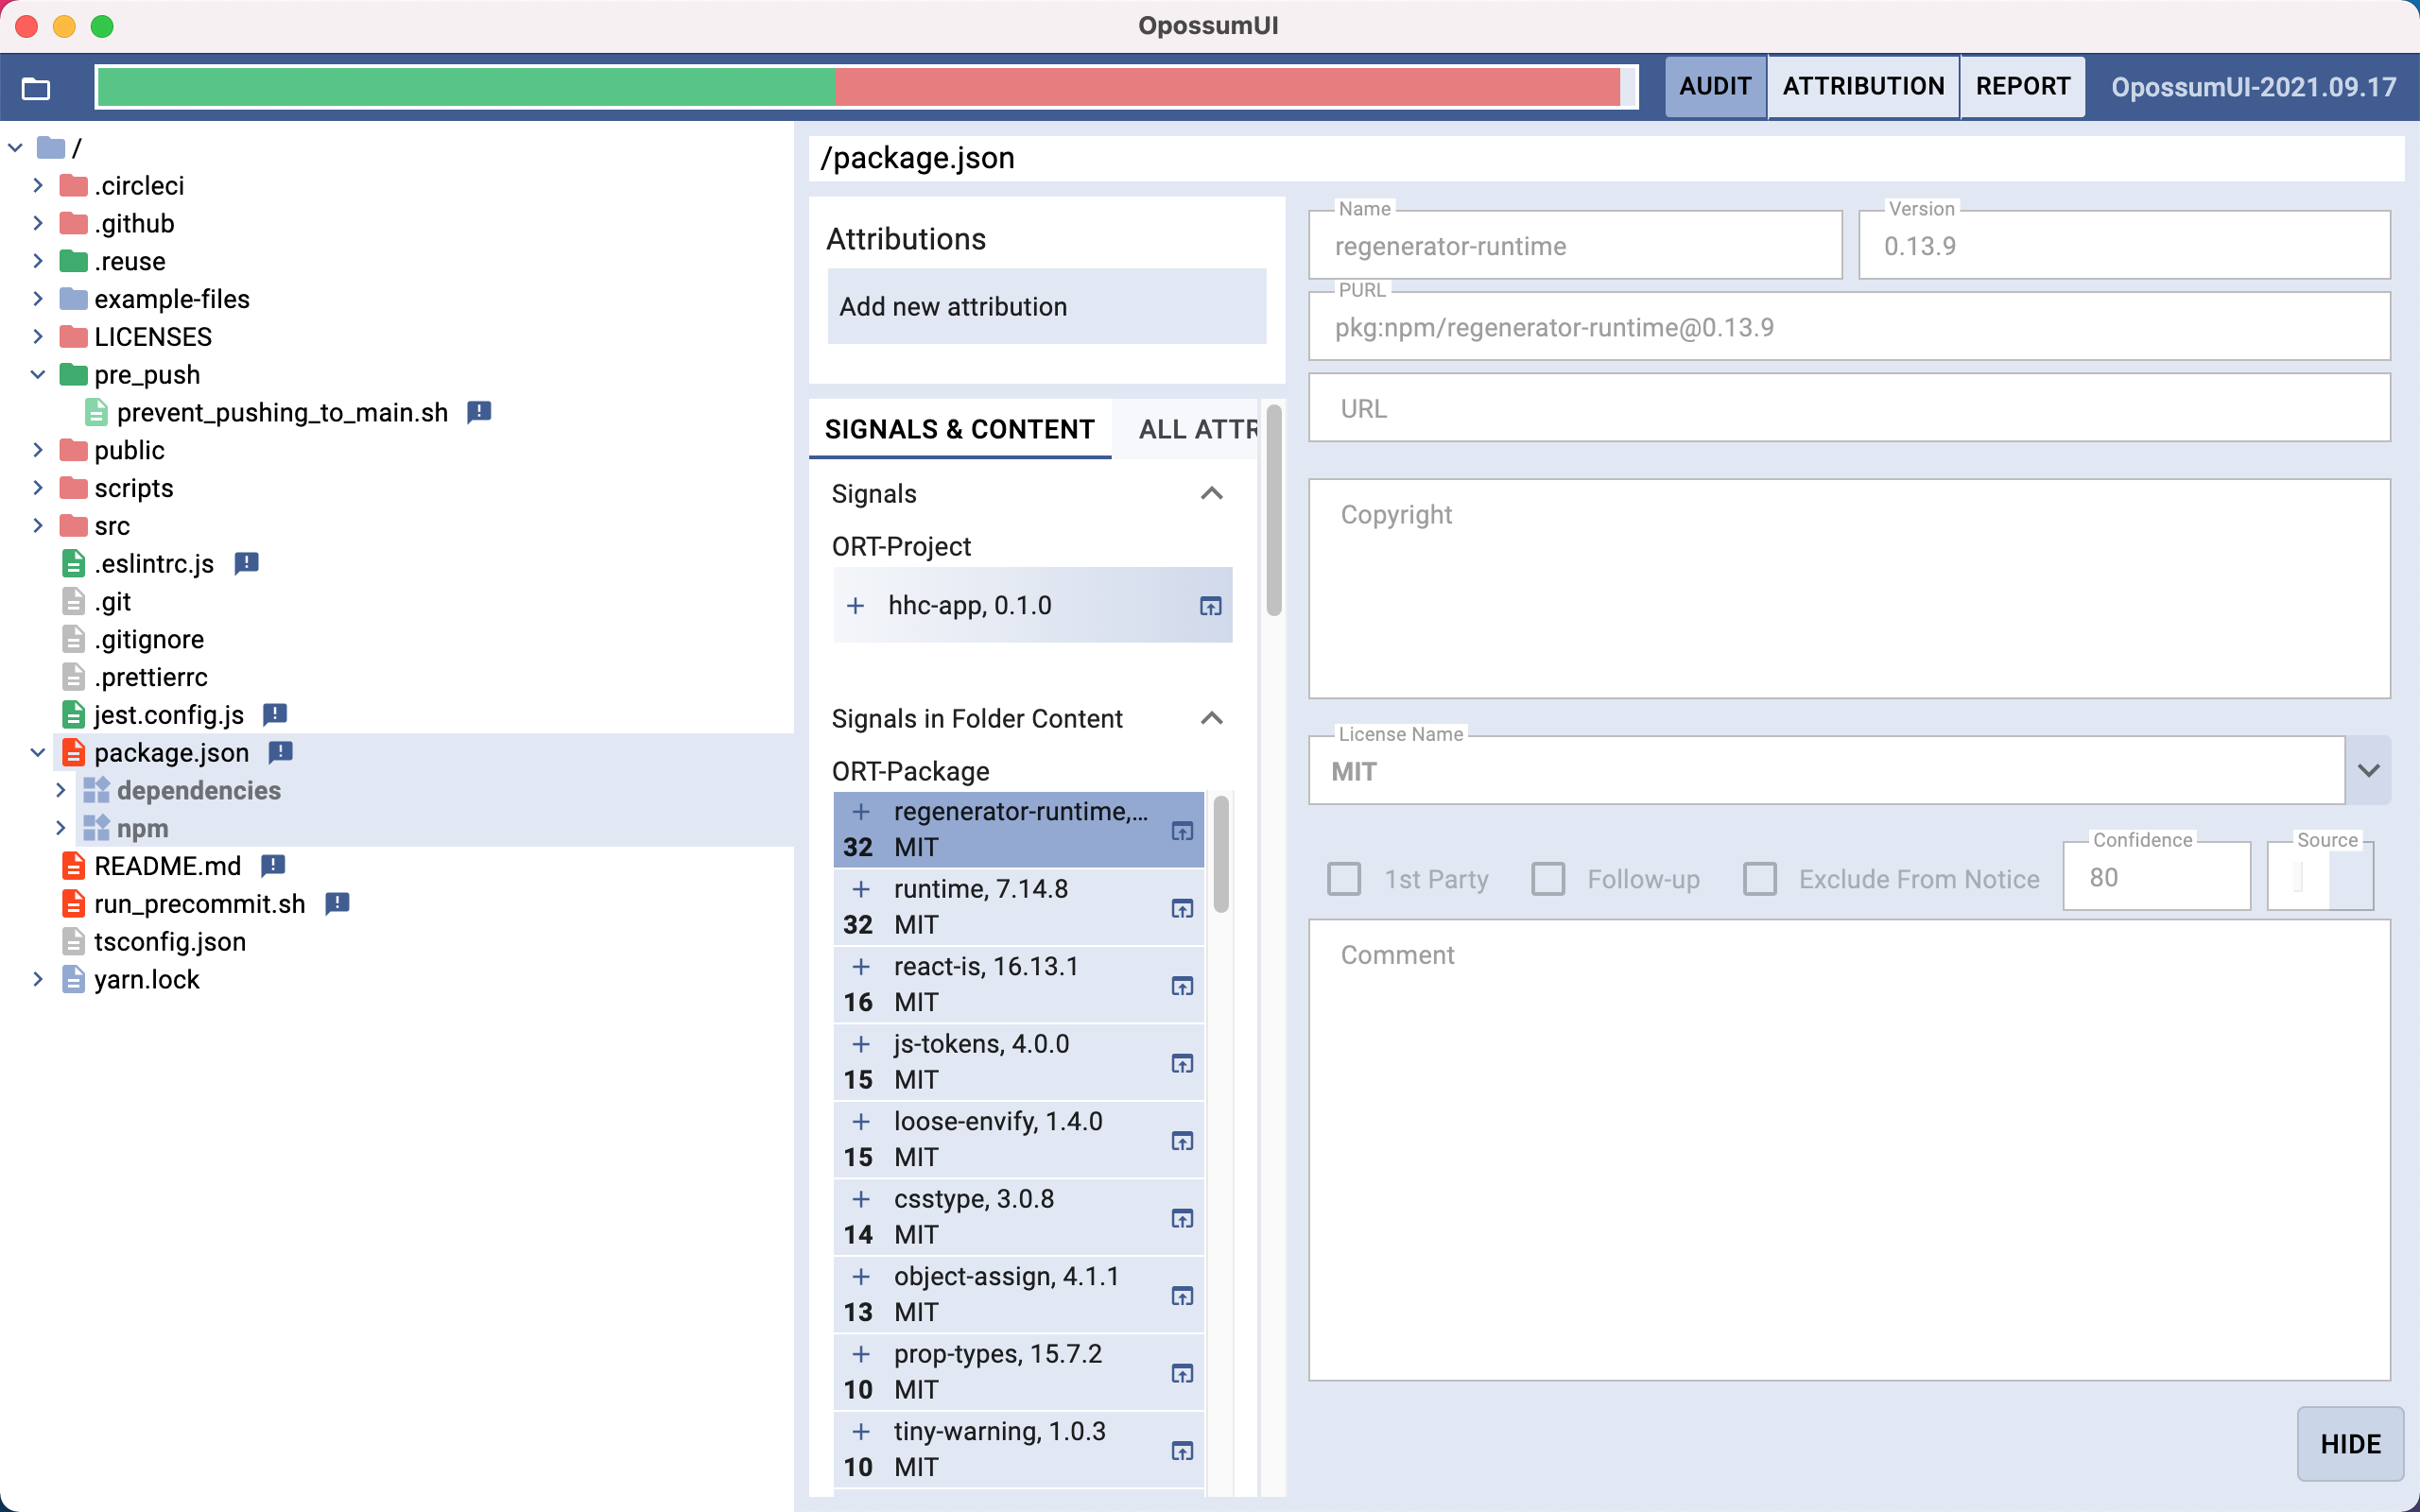 OpossumUI
AUDIT ATTRIBUTION REPORT OpossumUI-2021.09.17
/
.circleci
.github
.reuse
example-files
LICENSES
pre_push
prevent_pushing_to_main.sh
public
scripts
src
.eslintrc.js
.git
.gitignore
.prettierrc
jest.config.js
package.json
dependencies
npm
README.md
run_precommit.sh
tsconfig.json
yarn.lock
/package.json
Attributions
Add new attribution
SIGNALS & CONTENT ALL ATTR
Signals
ORT-Project
+ hhc-app, 0.1.0
Signals in Folder Content
ORT-Package
+ regenerator-runtime,...
32 MIT
+ runtime, 7.14.8
32 MIT
+ react-is, 16.13.1
16 MIT
+ js-tokens, 4.0.0
15 MIT
+ loose-envify, 1.4.0
15 MIT
+ csstype, 3.0.8
14 MIT
+ object-assign, 4.1.1
13 MIT
+ prop-types, 15.7.2
10 MIT
+ tiny-warning, 1.0.3
10 MIT
Name
regenerator-runtime
Version
0.13.9
PURL
pkg:npm/regenerator-runtime@0.13.9
URL
Copyright
License Name
MIT
1st Party Follow-up Exclude From Notice
Confidence
80
Source
Comment
HIDE